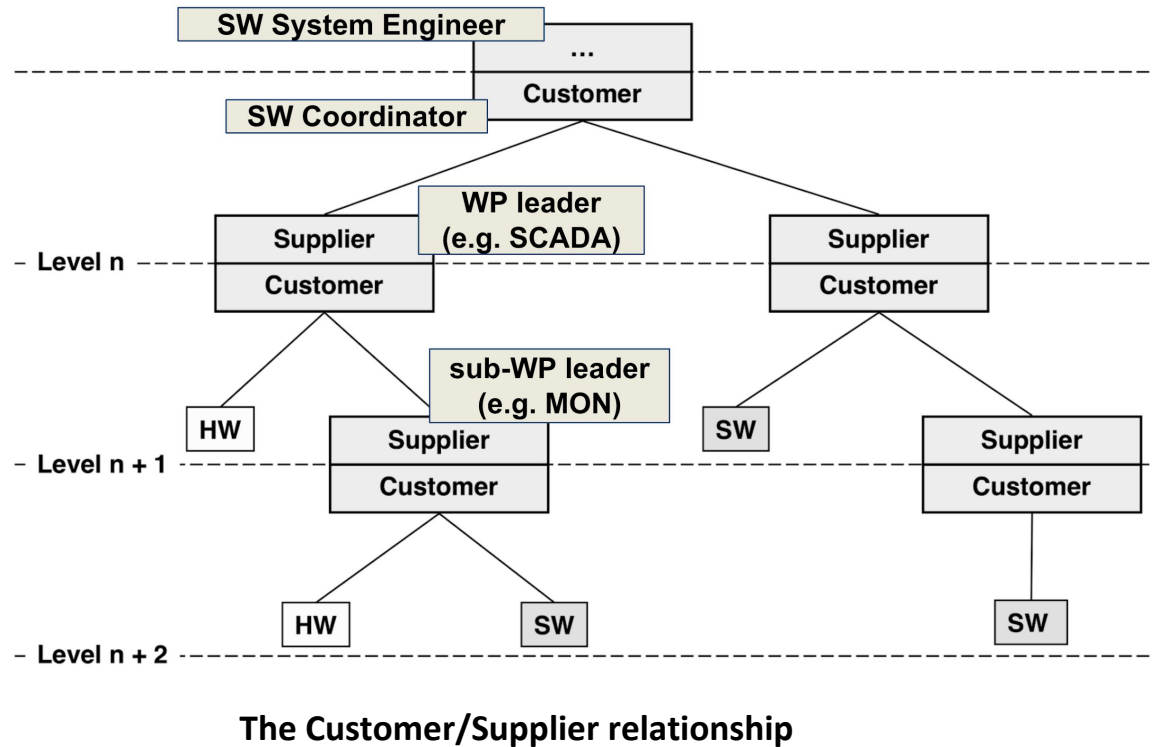 SW System Engineer
...
Customer
SW Coordinator
WP leader
(e.g. SCADA)
Supplier
Supplier
Level n
Customer
Customer
sub-WP leader
(e.g. MON)
HW
SW
Supplier
Supplier
Level n + 1
Customer
Customer
HW
SW
SW
Level n + 2
The Customer/Supplier relationship